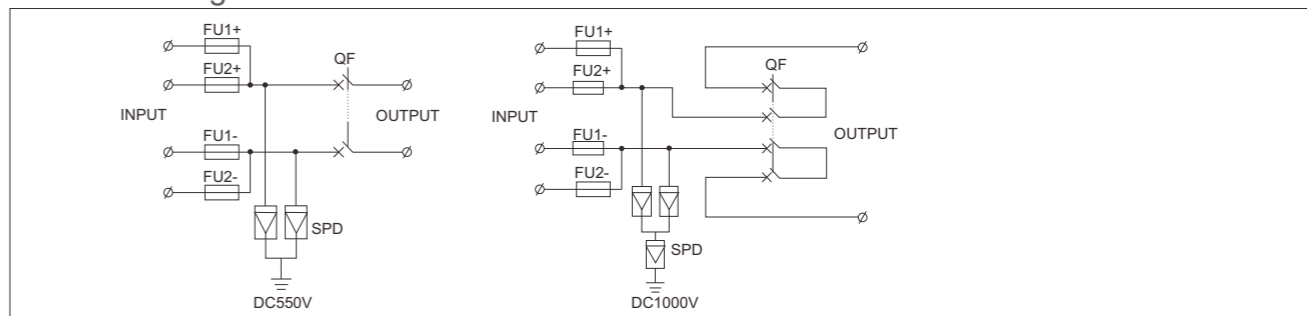 FU1+
FU2+
QF
INPUT
OUTPUT
FU1-
FU2-
SPD
DC550V
FU1+
FU2+
QF
INPUT
OUTPUT
FU1-
FU2-
SPD
DC1000V